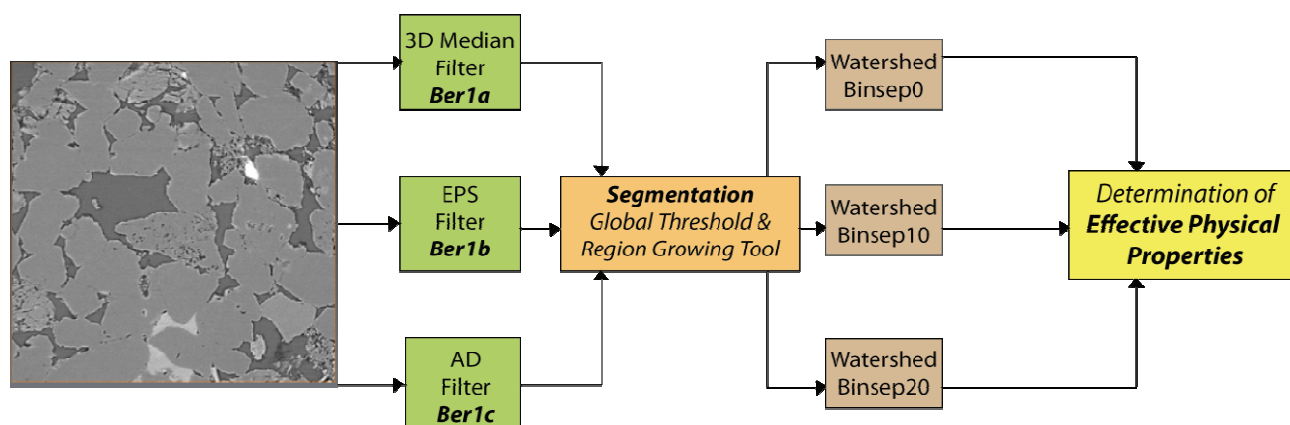 3D Median
Filter
Ber1a
EPS
Filter
Ber1b
AD
Filter
Ber1c
Segmentation
Global Threshold &
Region Growing Tool
Watershed
Binsep0
Watershed
Binsep10
Watershed
Binsep20
Determination of
Effective Physical
Properties